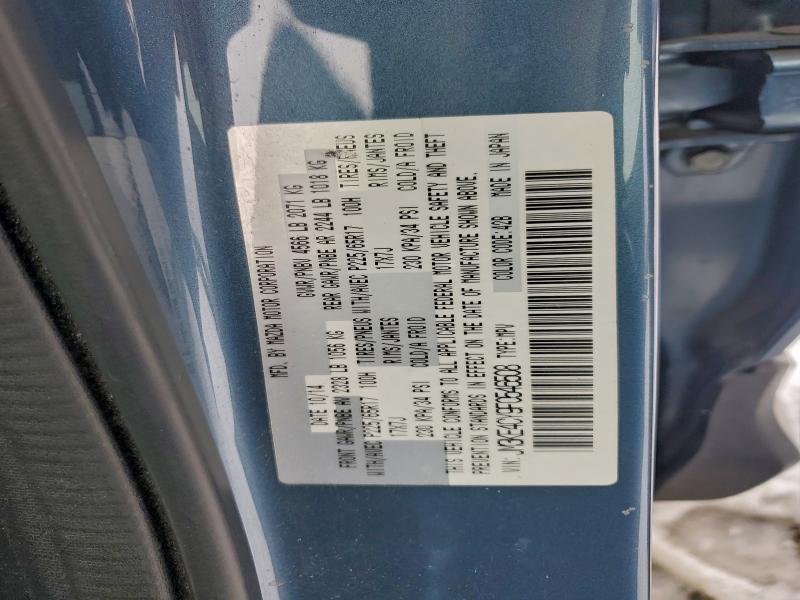 MFD. BY MAZDA MOTOR CORPORATION
DATE 10/14 GVWR/PNBV 4566 LB 2071 KG
FRONT GAWR/PNBE AV 2328 LB 1056 KG REAR GAWR/PNBE AR 2244 LB 1018 KG
TIRES/PNEUS TIRES/PNEUS
WITH/AVEC P225/65R17 100H WITH/AVEC P225/65R17 100H
17X7J RIMS/JANTES 17X7J RIMS/JANTES
230 KPA/34 PSI COLD/A FROID 230 KPA/34 PSI COLD/A FROID
THIS VEHICLE CONFORMS TO ALL APPLICABLE FEDERAL MOTOR VEHICLE SAFETY AND THEFT
PREVENTION STANDARDS IN EFFECT ON THE DATE OF MANUFACTURE SHOWN ABOVE.
VIN: TYPE:MPV COLOR CODE:42B MADE IN JAPAN